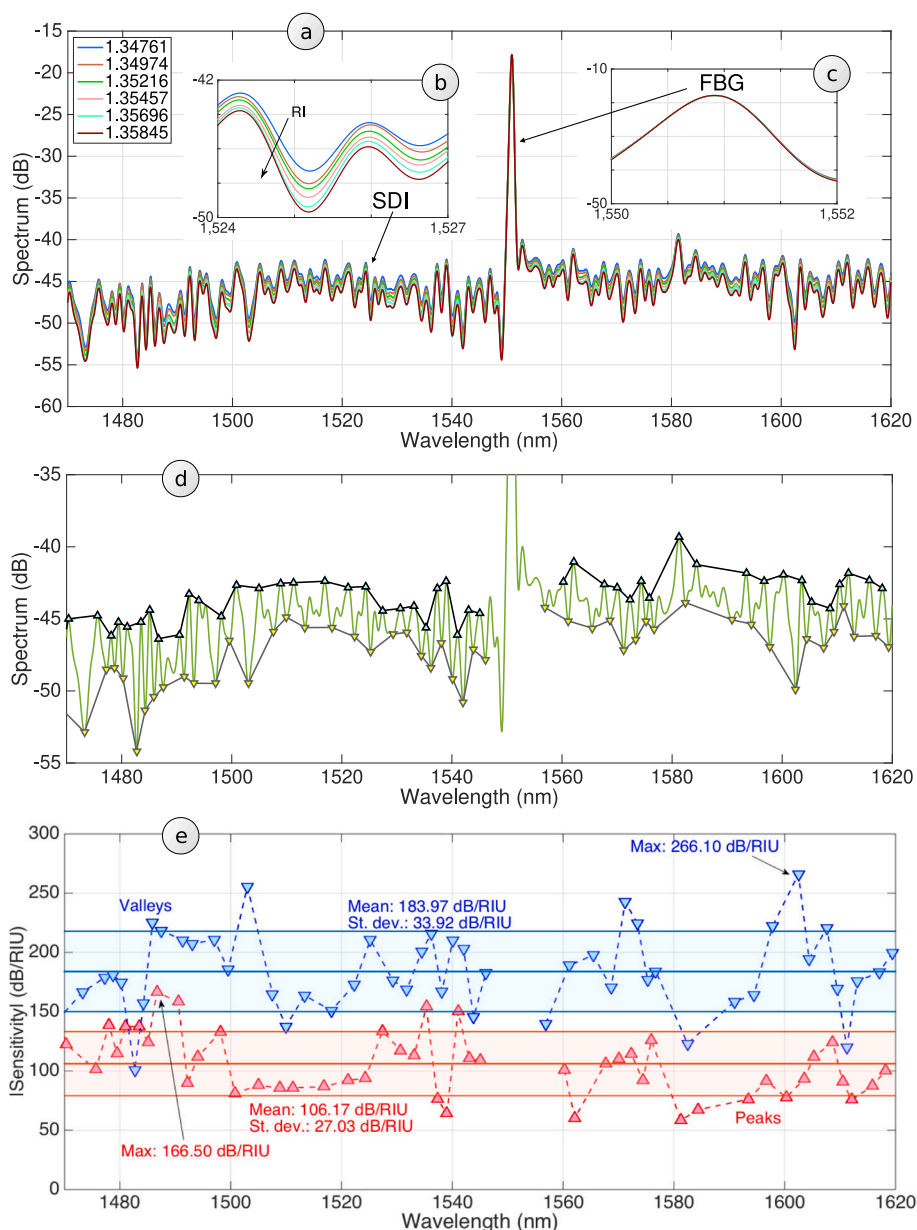 a
-15
-20
-25
-30
-35
-40
-45
-50
-55
-60
Spectrum (dB)
1.34761
1.34974
1.35216
1.35457
1.35696
1.35845
b
-42
-50
1,524
1,527
RI
SDI
FBG
c
-10
-50
1,550
1,552
1480
1500
1520
1540
1560
1580
1600
1620
Wavelength (nm)
d
-35
-40
-45
-50
-55
Spectrum (dB)
1480
1500
1520
1540
1560
1580
1600
1620
Wavelength (nm)
e
300
250
200
150
100
50
0
|Sensitivity| (dB/RIU)
Valleys
Mean: 183.97 dB/RIU
St. dev.: 33.92 dB/RIU
Max: 266.10 dB/RIU
Mean: 106.17 dB/RIU
St. dev.: 27.03 dB/RIU
Max: 166.50 dB/RIU
Peaks
1480
1500
1520
1540
1560
1580
1600
1620
Wavelength (nm)